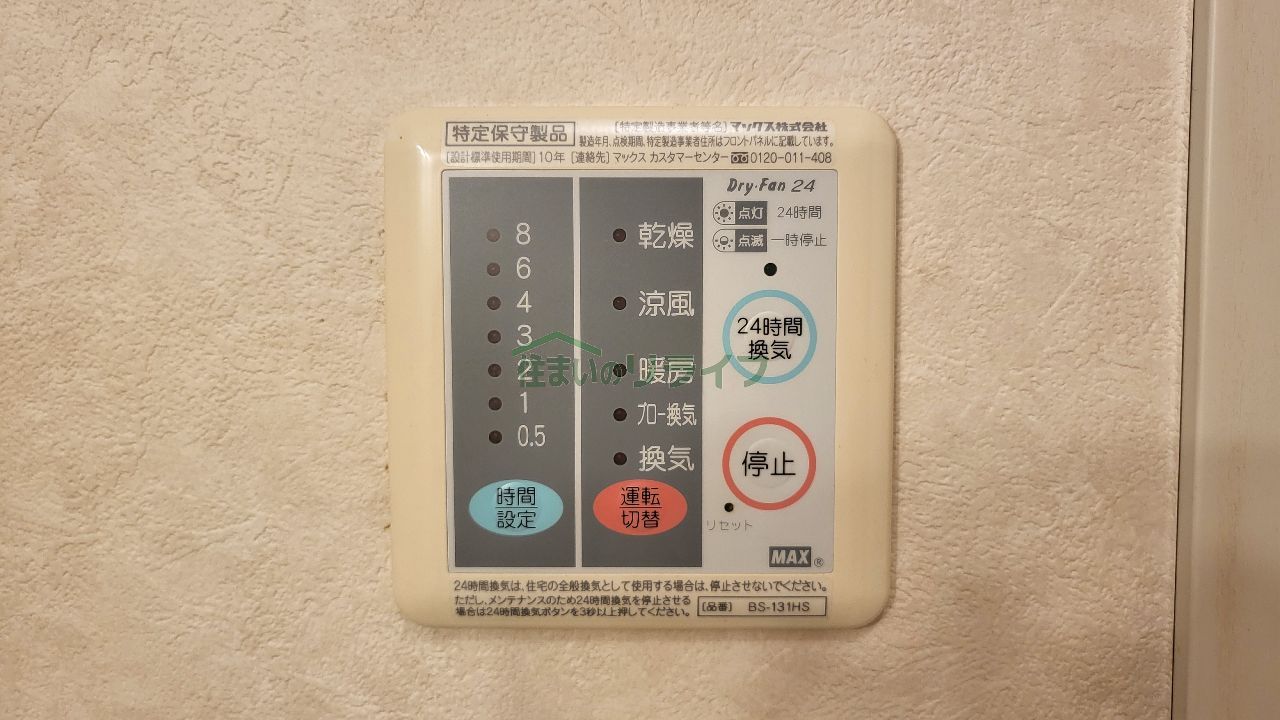 特定保守製品
[特定製造事業者等名] マックス株式会社
製造年月、点検期間、特定製造事業者住所はフロントパネルに記載しています。
[設計標準使用期間] 10年 [連絡先] マックス カスタマーセンター 0120-011-408
Dry・Fan 24
点灯 24時間
点滅 一時停止
8
6
4
3
2
1
0.5
時間
設定
乾燥
涼風
暖房
ブロー換気
換気
運転
切替
24時間
換気
停止
リセット
MAX®
24時間換気は、住宅の全般換気として使用する場合は、停止させないでください。
ただし、メンテナンスのため24時間換気を停止させる
場合は24時間換気ボタンを3秒以上押してください。
[品番] BS-131HS
住まいのリライフ